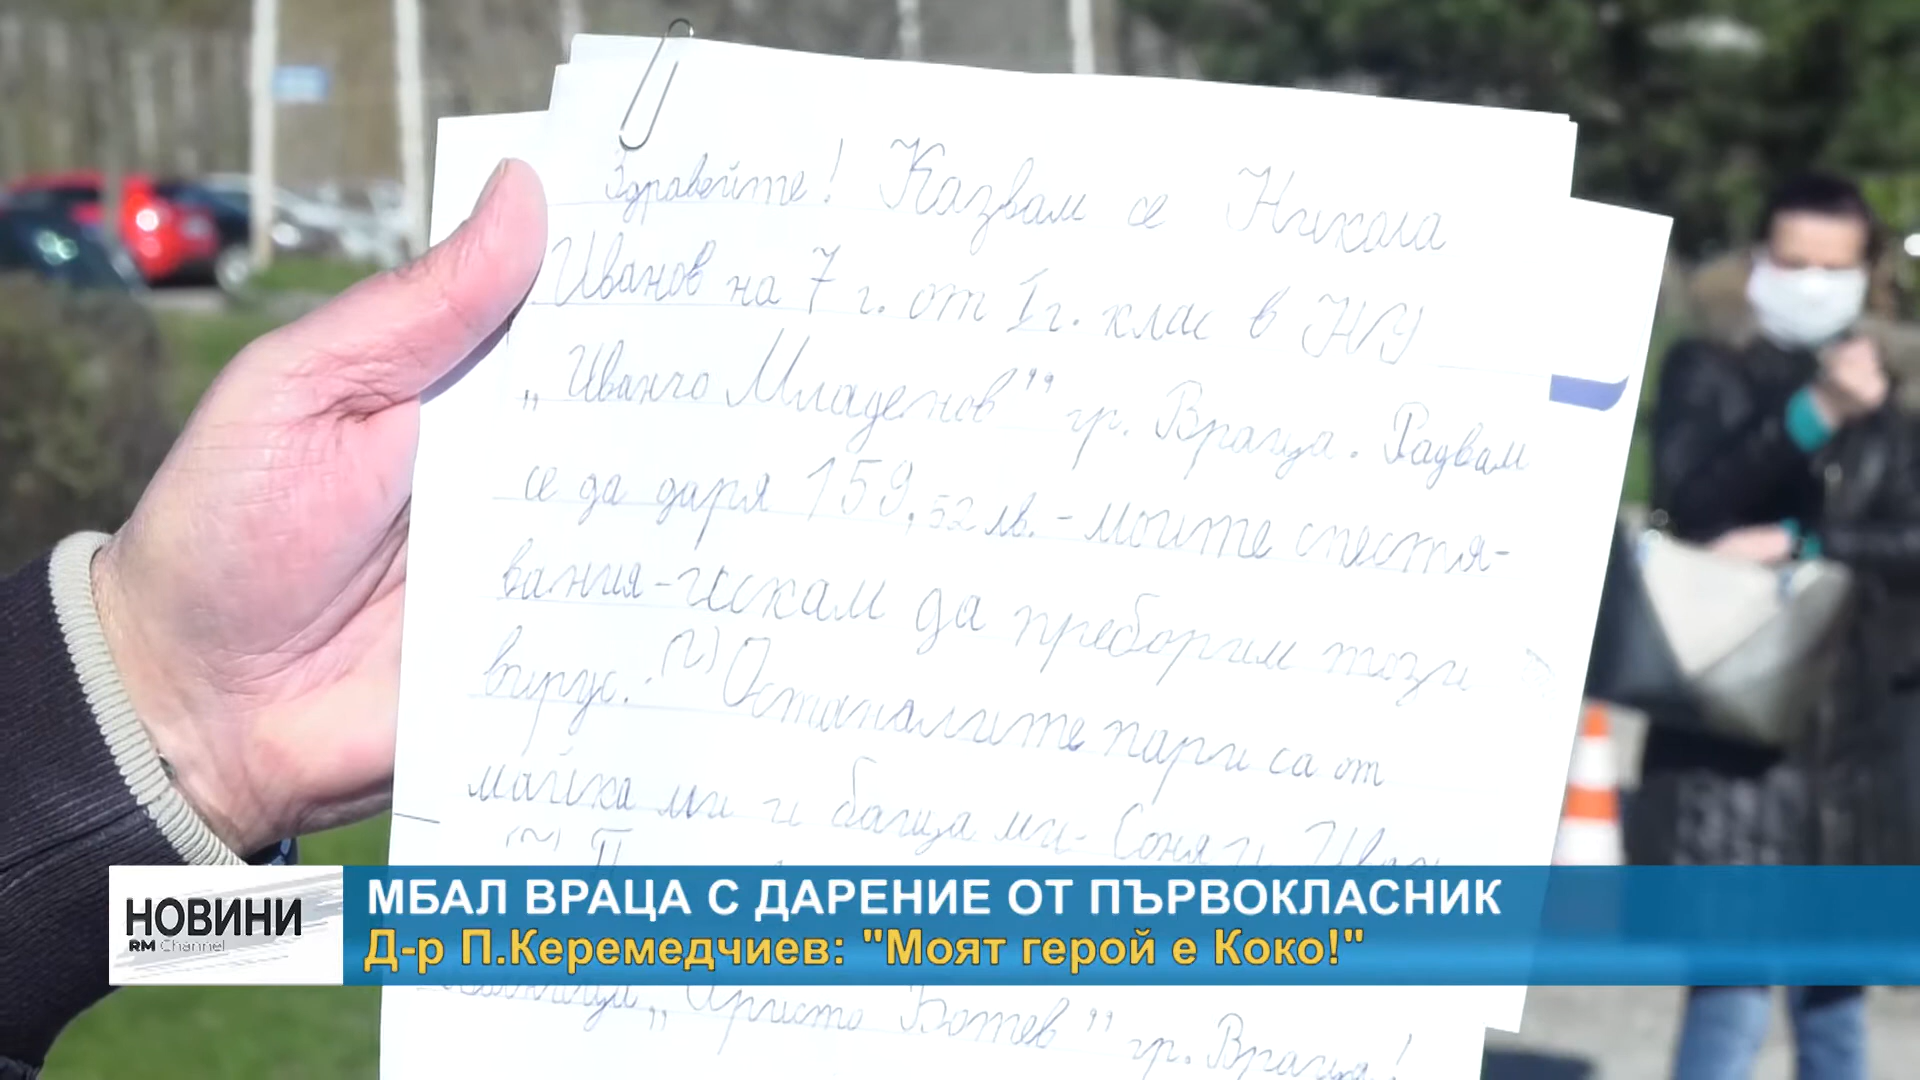 Здравейте! Казвам се Никола
Иванов на 7 г. от Iг. клас в НУ
„Иванчо Младенов" гр. Враца. Радвам
се да даря 159,52 лв. - моите спестя-
вания - искам да преборим този
вирус. Останалите пари са от
майка ми и баща ми - Соня и Иван
МБАЛ ВРАЦА С ДАРЕНИЕ ОТ ПЪРВОКЛАСНИК
НОВИНИ
RM Channel
Д-р П.Керемедчиев: "Моят герой е Коко!"
„Христо Ботев" гр. Враца!